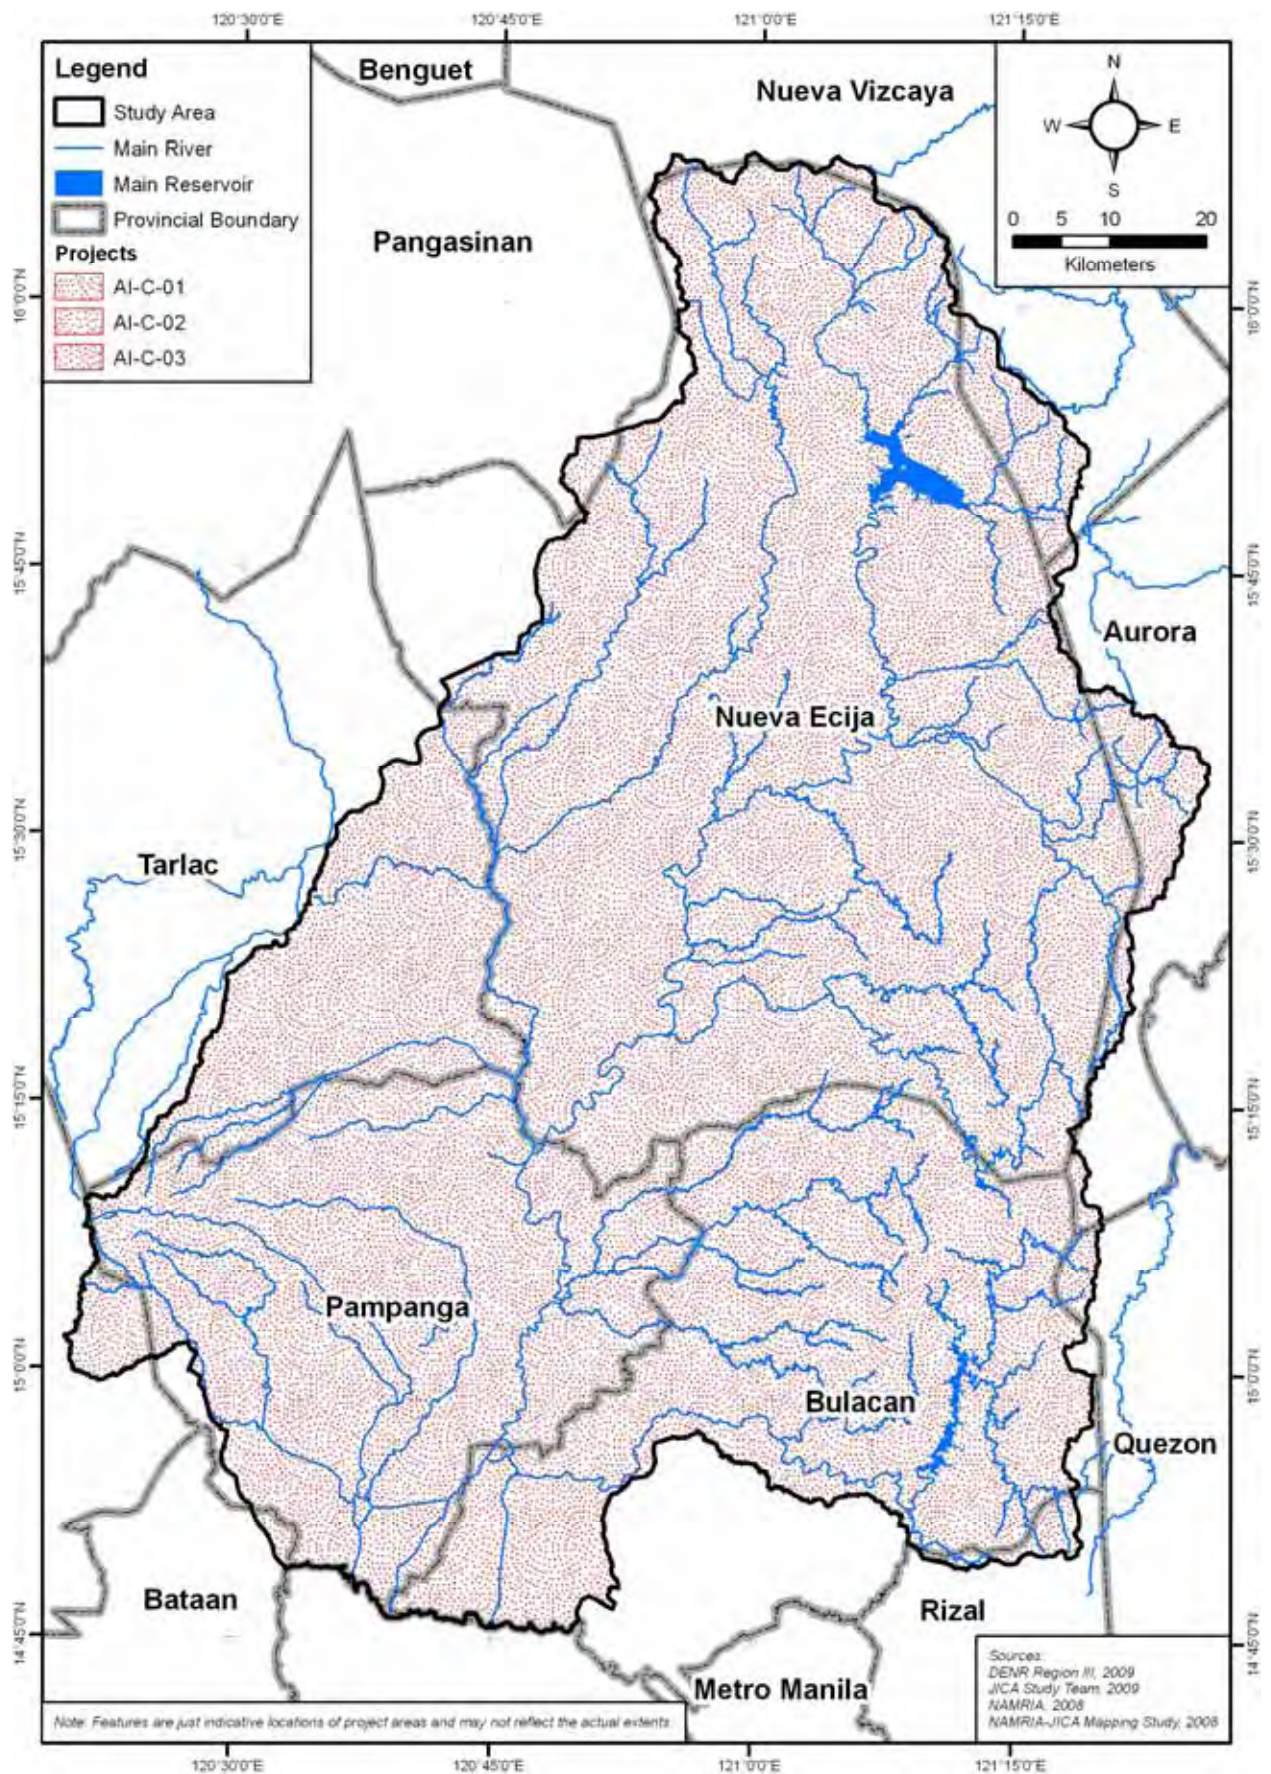 120°30'0"E
120°45'0"E
121°0'0"E
121°15'0"E
Legend
Study Area
Main River
Main Reservoir
Provincial Boundary
Projects
AI-C-01
AI-C-02
AI-C-03
Benguet
Nueva Vizcaya
N
W
E
S
0 5 10 20
Kilometers
Pangasinan
16°0'0"N
16°0'0"N
15°45'0"N
15°45'0"N
Aurora
Nueva Ecija
15°30'0"N
15°30'0"N
Tarlac
15°15'0"N
15°15'0"N
Pampanga
15°0'0"N
15°0'0"N
Bulacan
Quezon
Bataan
Rizal
14°45'0"N
14°45'0"N
Metro Manila
Sources:
DENR Region III, 2009
JICA Study Team, 2009
NAMRIA, 2008
NAMRIA-JICA Mapping Study, 2008
Note: Features are just indicative locations of project areas and may not reflect the actual extents
120°30'0"E
120°45'0"E
121°0'0"E
121°15'0"E